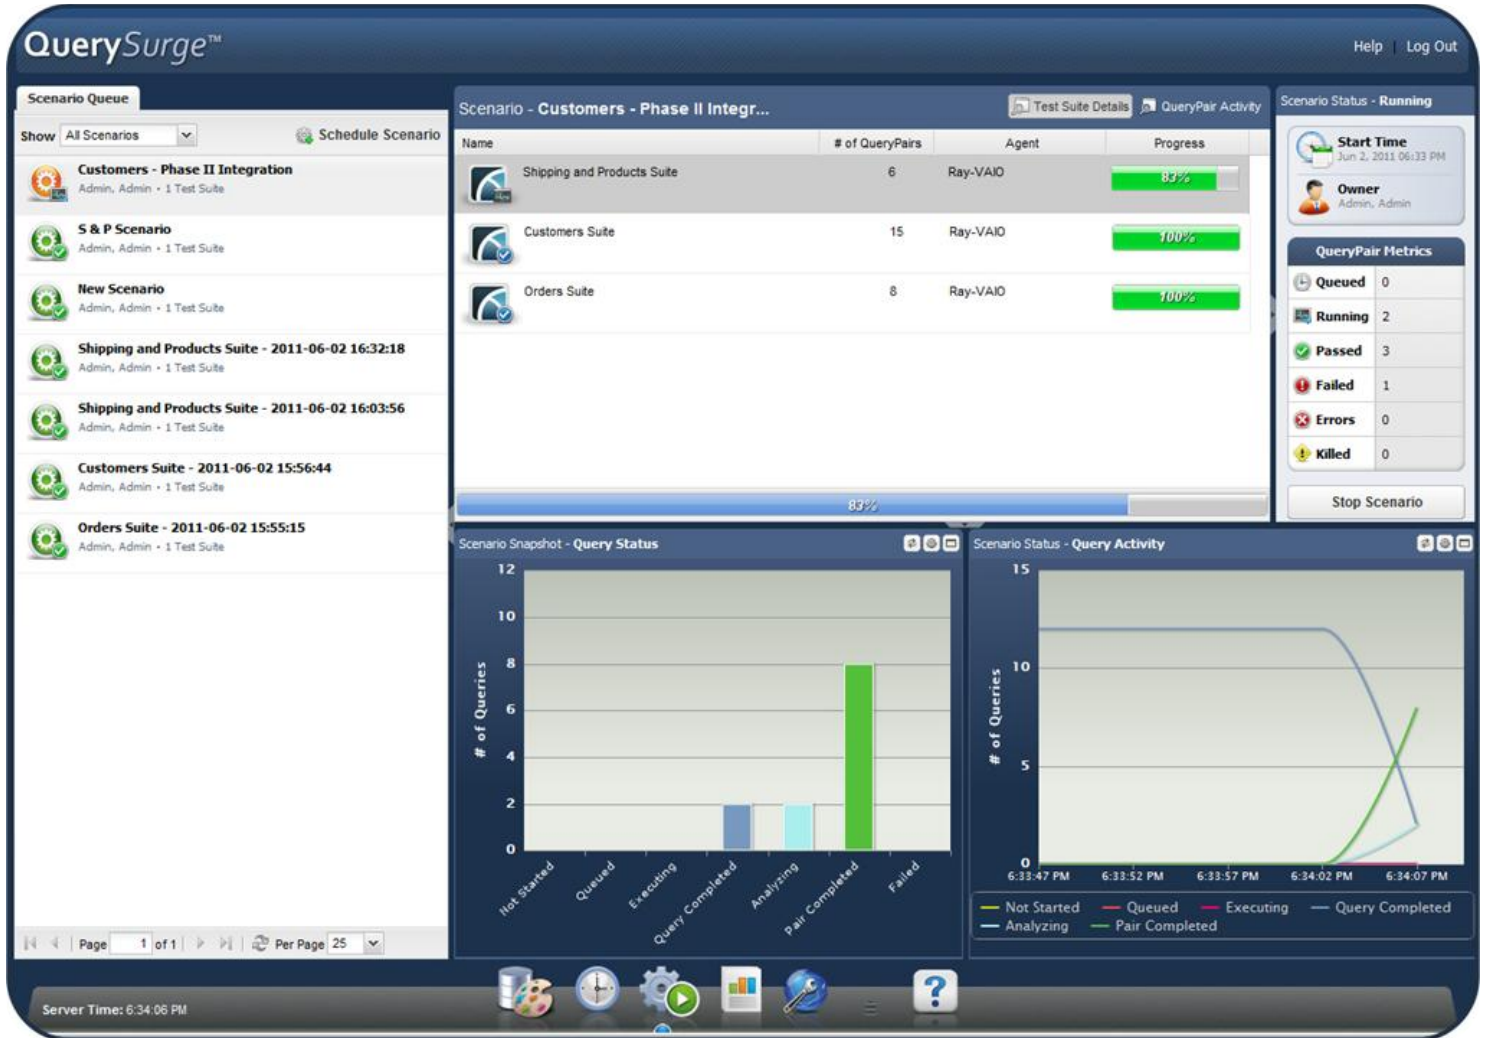 QuerySurge™
Help | Log Out
Scenario Queue
Show All Scenarios
Schedule Scenario
Customers - Phase II Integration
Admin, Admin • 1 Test Suite
S & P Scenario
Admin, Admin • 1 Test Suite
New Scenario
Admin, Admin • 1 Test Suite
Shipping and Products Suite - 2011-06-02 16:32:18
Admin, Admin • 1 Test Suite
Shipping and Products Suite - 2011-06-02 16:03:56
Admin, Admin • 1 Test Suite
Customers Suite - 2011-06-02 15:56:44
Admin, Admin • 1 Test Suite
Orders Suite - 2011-06-02 15:55:15
Admin, Admin • 1 Test Suite
Page 1 of 1 Per Page 25
Scenario - Customers - Phase II Integr...
Test Suite Details QueryPair Activity
Name # of QueryPairs Agent Progress
Shipping and Products Suite 6 Ray-VAIO 83%
Customers Suite 15 Ray-VAIO 100%
Orders Suite 8 Ray-VAIO 100%
83%
Scenario Status - Running
Start Time
Jun 2, 2011 06:33 PM
Owner
Admin, Admin
QueryPair Metrics
Queued 0
Running 2
Passed 3
Failed 1
Errors 0
Killed 0
Stop Scenario
Scenario Snapshot - Query Status
# of Queries
12
10
8
6
4
2
0
Not Started
Queued
Executing
Query Completed
Analyzing
Pair Completed
Failed
Scenario Status - Query Activity
# of Queries
15
10
5
0
6:33:47 PM 6:33:52 PM 6:33:57 PM 6:34:02 PM 6:34:07 PM
Not Started Queued Executing Query Completed
Analyzing Pair Completed
?
Server Time: 6:34:06 PM